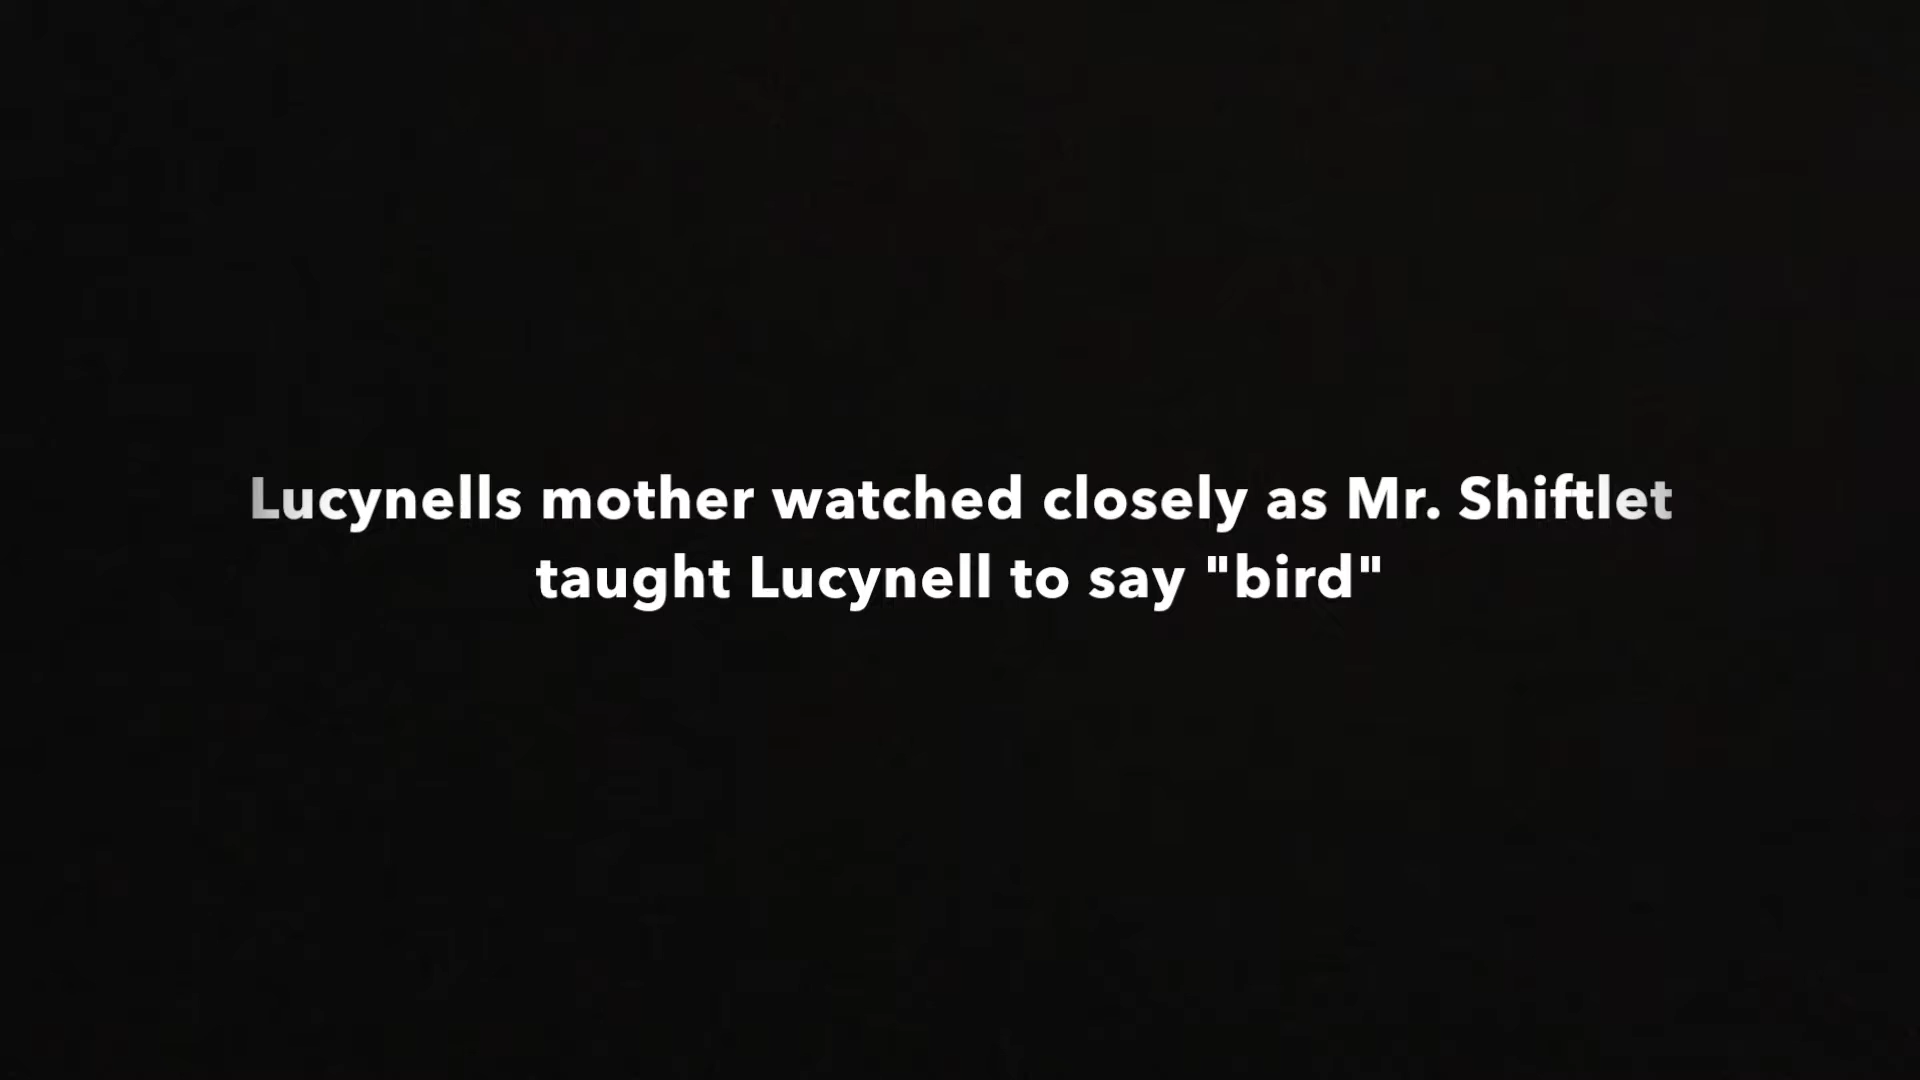 Lucynells mother watched closely as Mr. Shiftlet
taught Lucynell to say "bird"